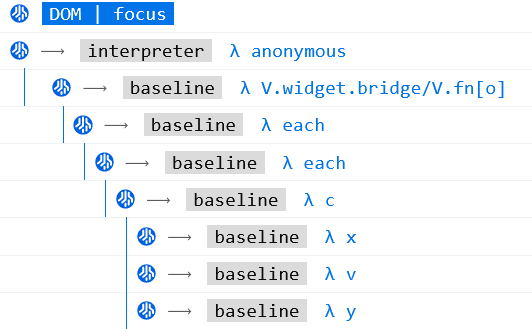 DOM | focus
→ interpreter λ anonymous
→ baseline λ V.widget.bridge/V.fn[o]
→ baseline λ each
→ baseline λ each
→ baseline λ c
→ baseline λ x
→ baseline λ v
→ baseline λ y